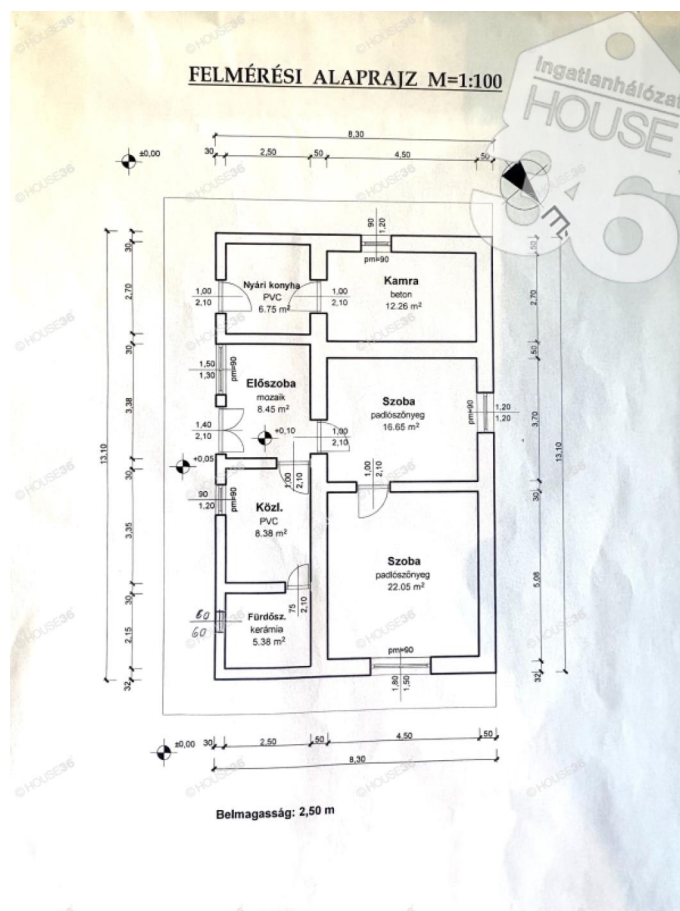 FELMÉRÉSI ALAPRAJZ M=1:100
Ingatlanhálózat
HOUSE
36
8,30
30 2,50 50 4,50 50
±0,00
É
90
1,20
pm=90
Nyári konyha
PVC
6.75 m²
1,00
2,10
1,00
2,10
Kamra
beton
12.26 m²
30
2,70
50
2,70
30
50
1,50
1,30
pm=90
Előszoba
mozaik
8.45 m²
Szoba
padlószőnyeg
16.65 m²
pm=90
1,20
1,20
3,38
3,70
1,40
2,10
+0,10
1,00
2,10
+0,05
13,10
13,10
30
1,00
2,10
1,00
2,10
30
90
1,20
pm=90
Közl.
PVC
8.38 m²
3,35
Szoba
padlószőnyeg
22.05 m²
5,08
30
75
2,10
60
60
Fürdősz.
kerámia
5.38 m²
2,15
pm=90
1,80
1,50
32
32
±0,00
30 2,50 50 4,50 50
8,30
Belmagasság: 2,50 m
©HOUSE36